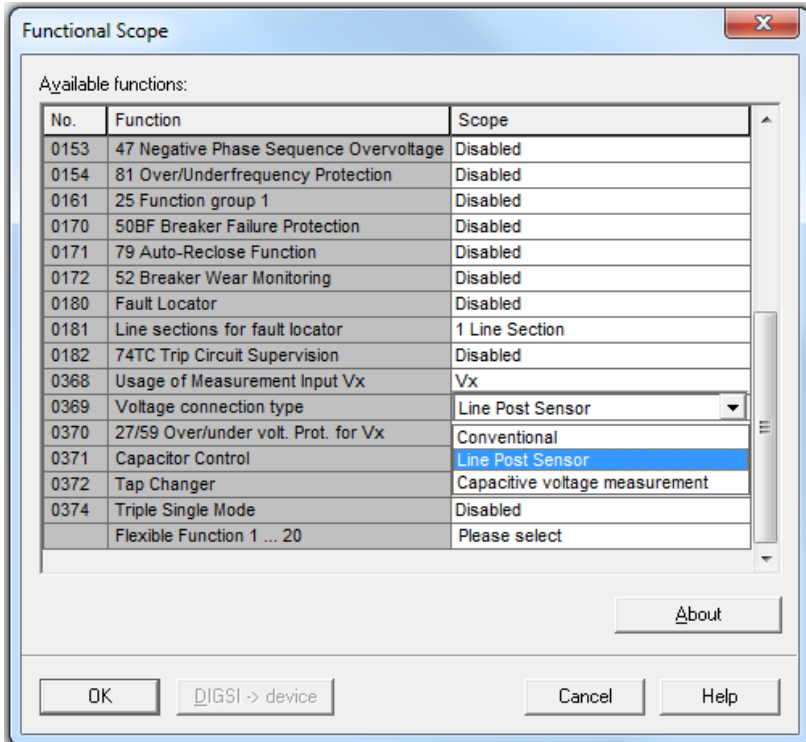 Functional Scope
Available functions:
No. Function Scope
0153 47 Negative Phase Sequence Overvoltage Disabled
0154 81 Over/Underfrequency Protection Disabled
0161 25 Function group 1 Disabled
0170 50BF Breaker Failure Protection Disabled
0171 79 Auto-Reclose Function Disabled
0172 52 Breaker Wear Monitoring Disabled
0180 Fault Locator Disabled
0181 Line sections for fault locator 1 Line Section
0182 74TC Trip Circuit Supervision Disabled
0368 Usage of Measurement Input Vx Vx
0369 Voltage connection type Line Post Sensor
0370 27/59 Over/under volt. Prot. for Vx Conventional
0371 Capacitor Control Line Post Sensor
0372 Tap Changer Capacitive voltage measurement
0374 Triple Single Mode Disabled
Flexible Function 1 ... 20 Please select
About
OK DIGSI -> device Cancel Help